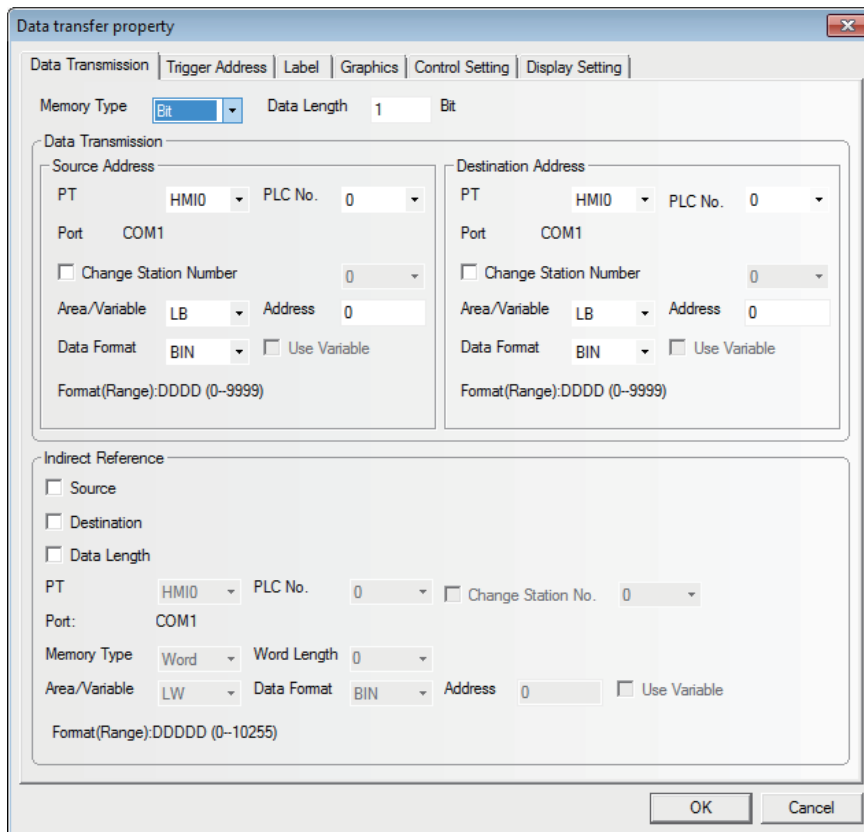 Data transfer property
Data Transmission Trigger Address Label Graphics Control Setting Display Setting
Memory Type Bit Data Length 1 Bit
Data Transmission
Source Address
PT HMI0 PLC No. 0
Port COM1
Change Station Number 0
Area/Variable LB Address 0
Data Format BIN Use Variable
Format(Range):DDDD (0--9999)
Destination Address
PT HMI0 PLC No. 0
Port COM1
Change Station Number 0
Area/Variable LB Address 0
Data Format BIN Use Variable
Format(Range):DDDD (0--9999)
Indirect Reference
Source
Destination
Data Length
PT HMI0 PLC No. 0 Change Station No. 0
Port: COM1
Memory Type Word Word Length 0
Area/Variable LW Data Format BIN Address 0 Use Variable
Format(Range):DDDDD (0--10255)
OK Cancel